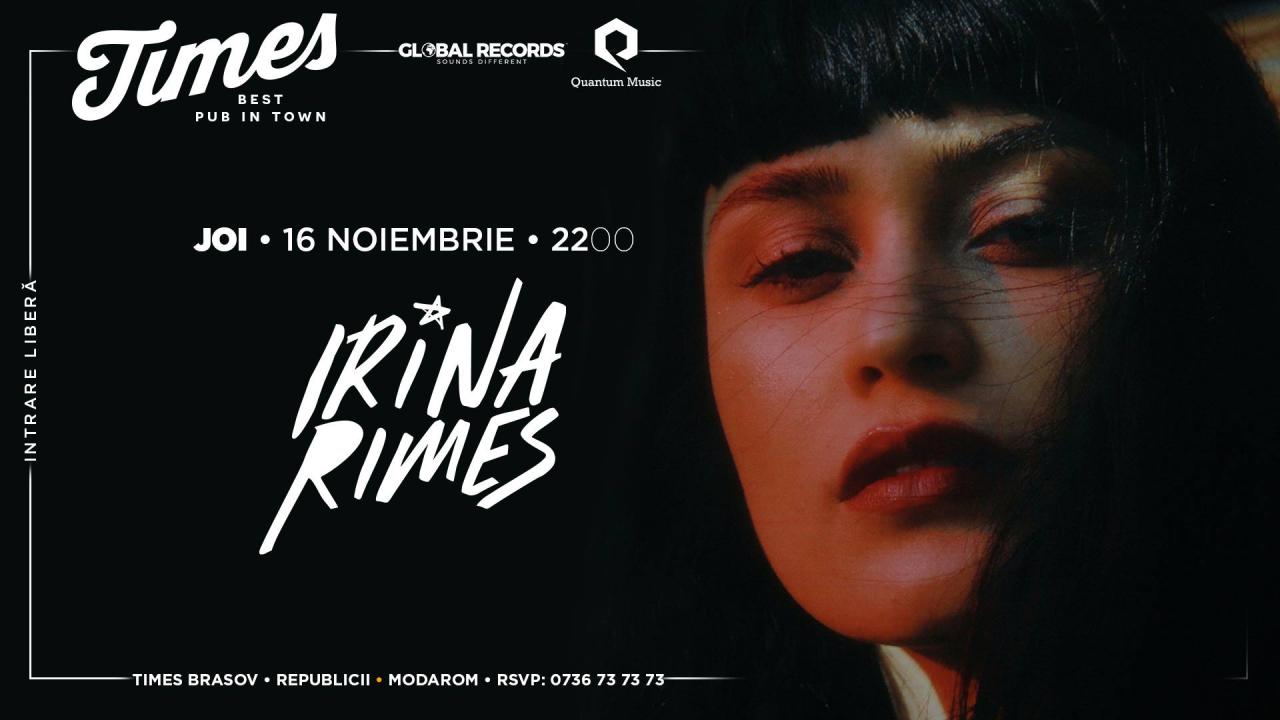 Times
BEST
PUB IN TOWN
GLOBAL RECORDS
SOUNDS DIFFERENT
Quantum Music
JOI • 16 NOIEMBRIE • 2200
IRiNA
RIMES
INTRARE LIBERĂ
TIMES BRASOV • REPUBLICII • MODAROM • RSVP: 0736 73 73 73